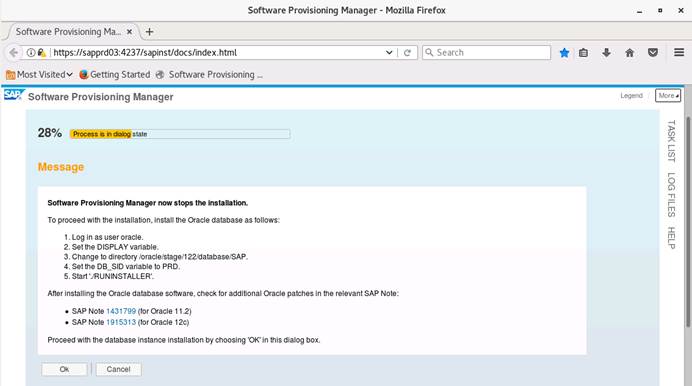 Software Provisioning Manager - Mozilla Firefox
Software Provisioning Ma...
https://sapprd03:4237/sapinst/docs/index.html
Search
Most Visited
Getting Started
Software Provisioning ...
SAP Software Provisioning Manager
Legend
More
28%
Process is in dialog state
Message
Software Provisioning Manager now stops the installation.
To proceed with the installation, install the Oracle database as follows:
1. Log in as user oracle.
2. Set the DISPLAY variable.
3. Change to directory /oracle/stage/122/database/SAP.
4. Set the DB_SID variable to PRD.
5. Start './RUNINSTALLER'.
After installing the Oracle database software, check for additional Oracle patches in the relevant SAP Note:
SAP Note 1431799 (for Oracle 11.2)
SAP Note 1915313 (for Oracle 12c)
Proceed with the database instance installation by choosing 'OK' in this dialog box.
Ok
Cancel
TASK LIST
LOG FILES
HELP